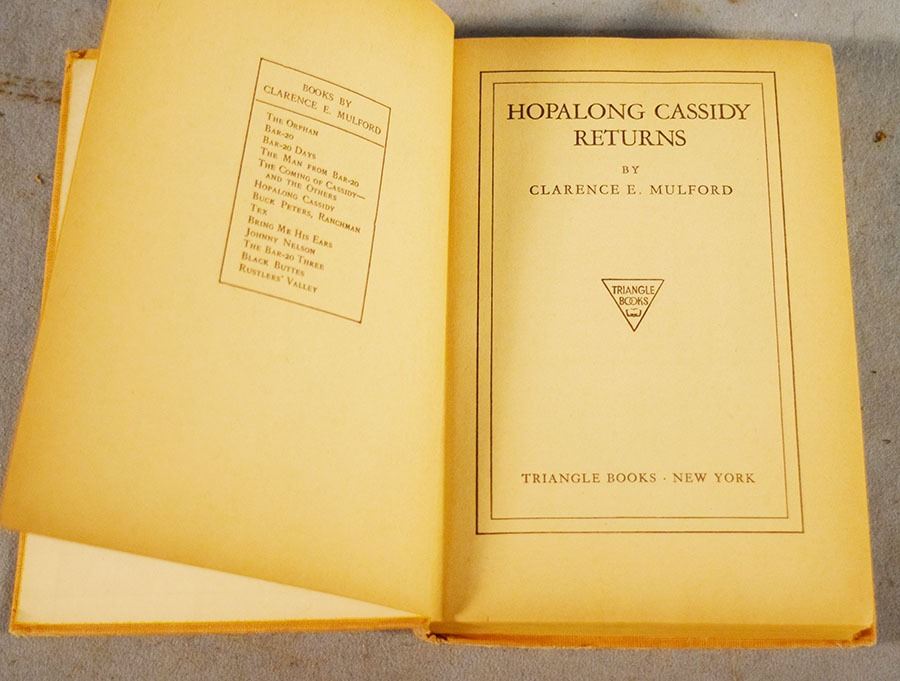 BOOKS BY
CLARENCE E. MULFORD
THE ORPHAN
BAR-20
BAR-20 DAYS
THE MAN FROM BAR-20
THE COMING OF CASSIDY—
AND THE OTHERS
HOPALONG CASSIDY
BUCK PETERS, RANCHMAN
TEX
BRING ME HIS EARS
JOHNNY NELSON
THE BAR-20 THREE
BLACK BUTTES
RUSTLERS' VALLEY
HOPALONG CASSIDY
RETURNS
BY
CLARENCE E. MULFORD
TRIANGLE
BOOKS
TRIANGLE BOOKS · NEW YORK